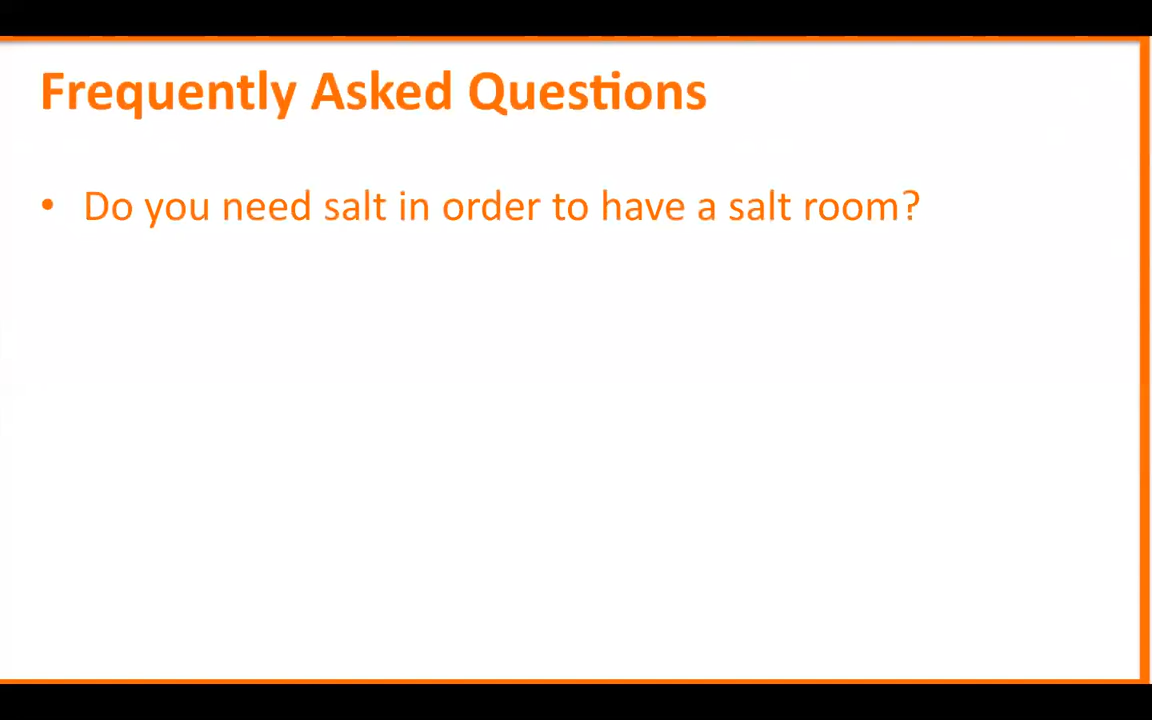 Frequently Asked Questions
• Do you need salt in order to have a salt room?